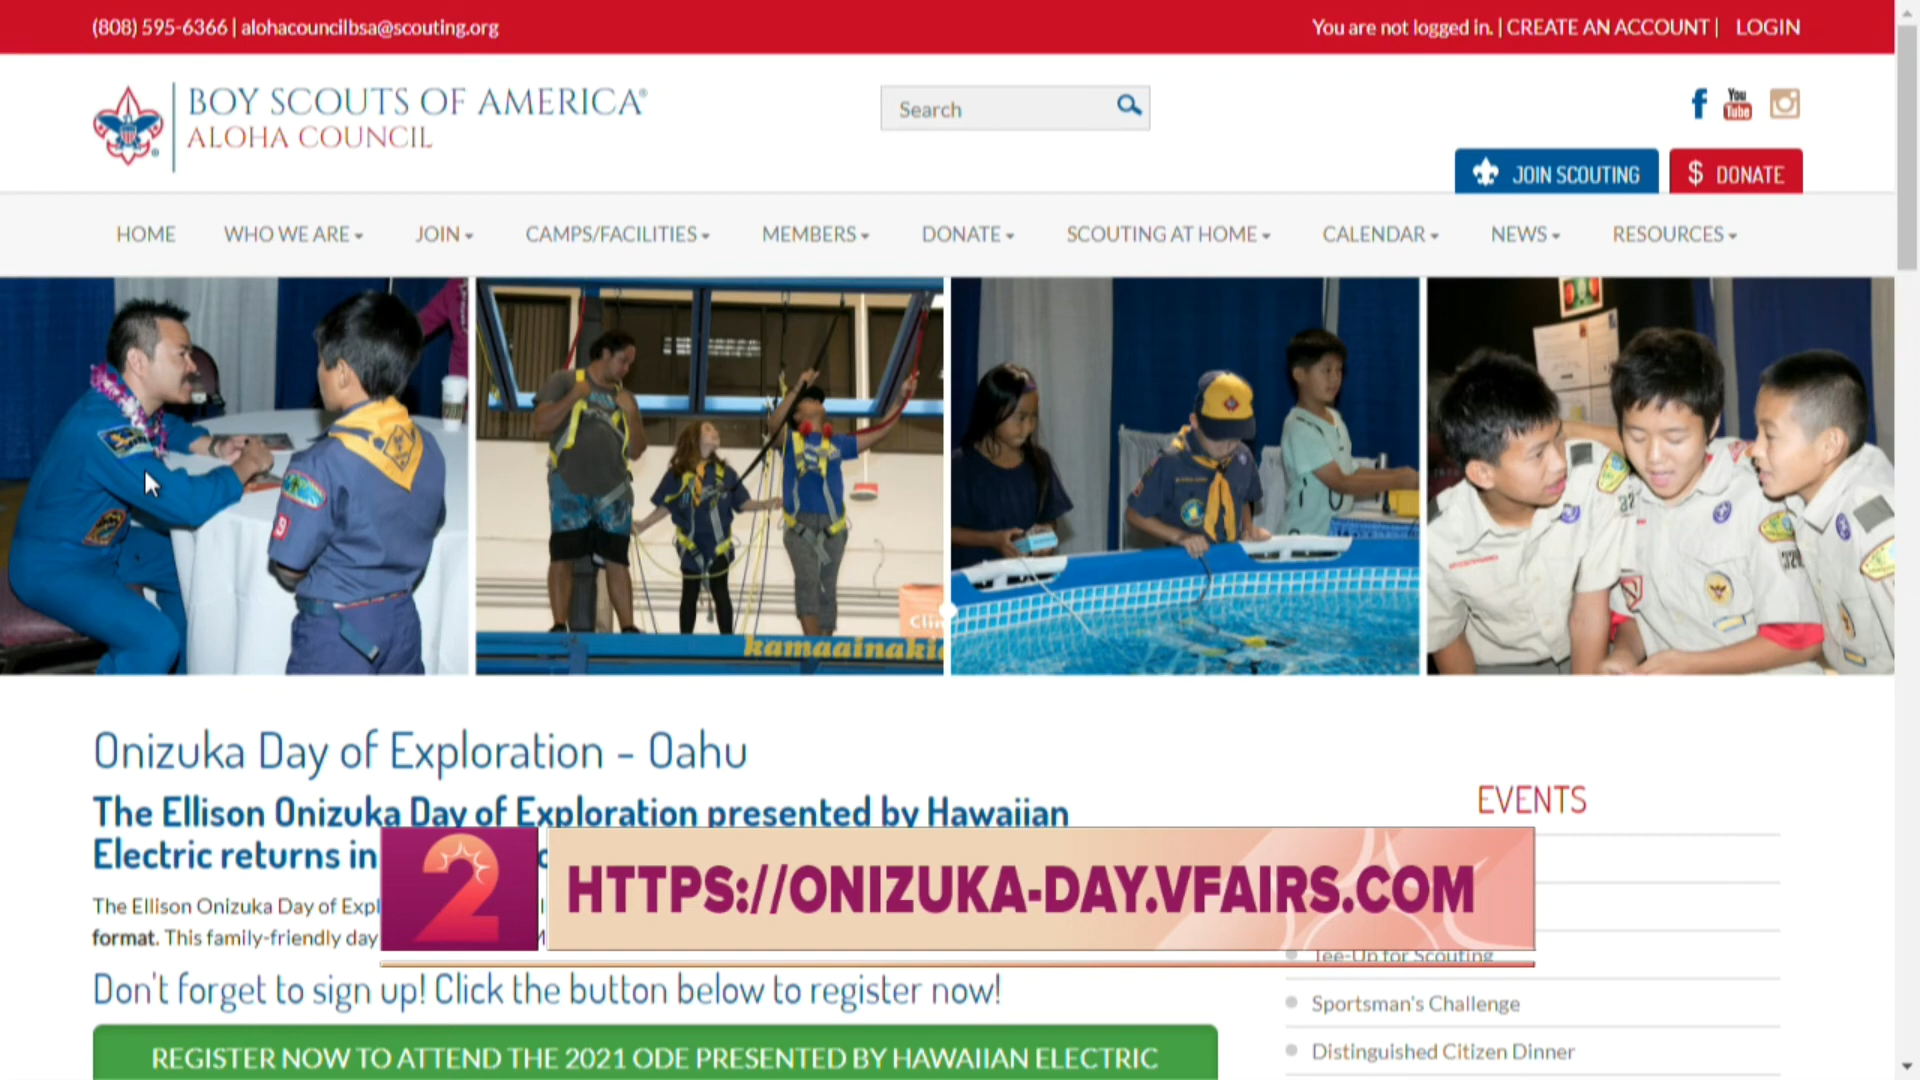 (808) 595-6366 | alohacouncilbsa@scouting.org
You are not logged in. | CREATE AN ACCOUNT | LOGIN
BOY SCOUTS OF AMERICA®
ALOHA COUNCIL
Search
You
Tube
JOIN SCOUTING
$ DONATE
HOME WHO WE ARE JOIN CAMPS/FACILITIES MEMBERS DONATE SCOUTING AT HOME CALENDAR NEWS RESOURCES
kamaainaki
Onizuka Day of Exploration - Oahu
The Ellison Onizuka Day of Exploration presented by Hawaiian
Electric returns in
EVENTS
2
HTTPS://ONIZUKA-DAY.VFAIRS.COM
The Ellison Onizuka Day of
format. This family-friendly day
Tee-Up for Scouting
Don't forget to sign up! Click the button below to register now!
Sportsman's Challenge
REGISTER NOW TO ATTEND THE 2021 ODE PRESENTED BY HAWAIIAN ELECTRIC
Distinguished Citizen Dinner